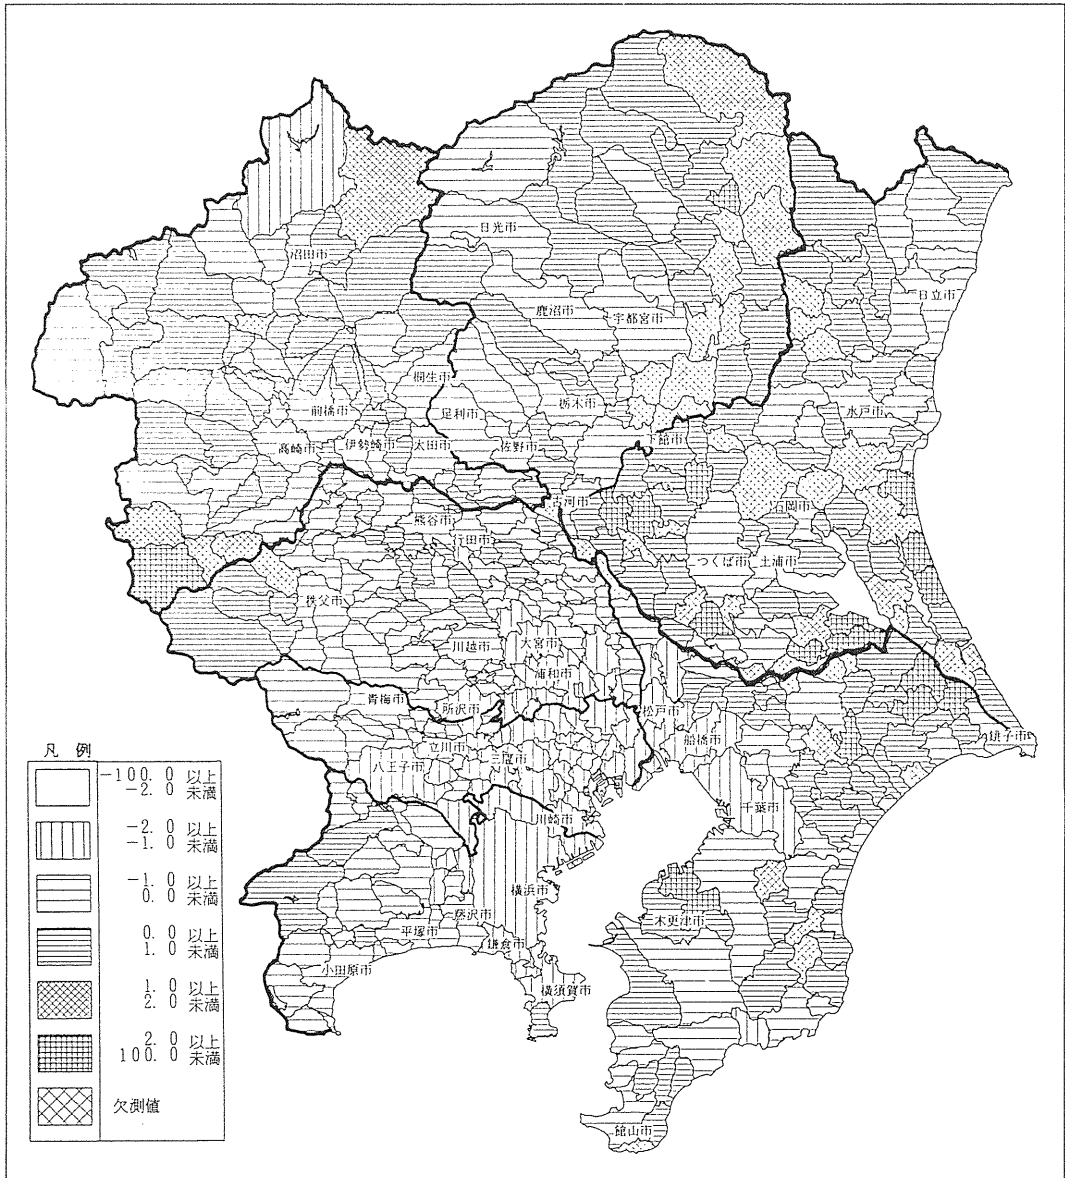 沼田市
日光市
日立市
鹿沼市
宇都宮市
桐生市
栃木市
前橋市
足利市
水戸市
高崎市
伊勢崎市
太田市
佐野市
下館市
古河市
石岡市
熊谷市
行田市
つくば市
土浦市
秩父市
川越市
大宮市
浦和市
青梅市
所沢市
松戸市
船橋市
銚子市
立川市
三鷹市
八王子市
千葉市
川崎市
横浜市
藤沢市
木更津市
平塚市
鎌倉市
小田原市
横須賀市
館山市
凡 例
-100.0 以上
-2.0 未満
-2.0 以上
-1.0 未満
-1.0 以上
0.0 未満
0.0 以上
1.0 未満
1.0 以上
2.0 未満
2.0 以上
100.0 未満
欠測値